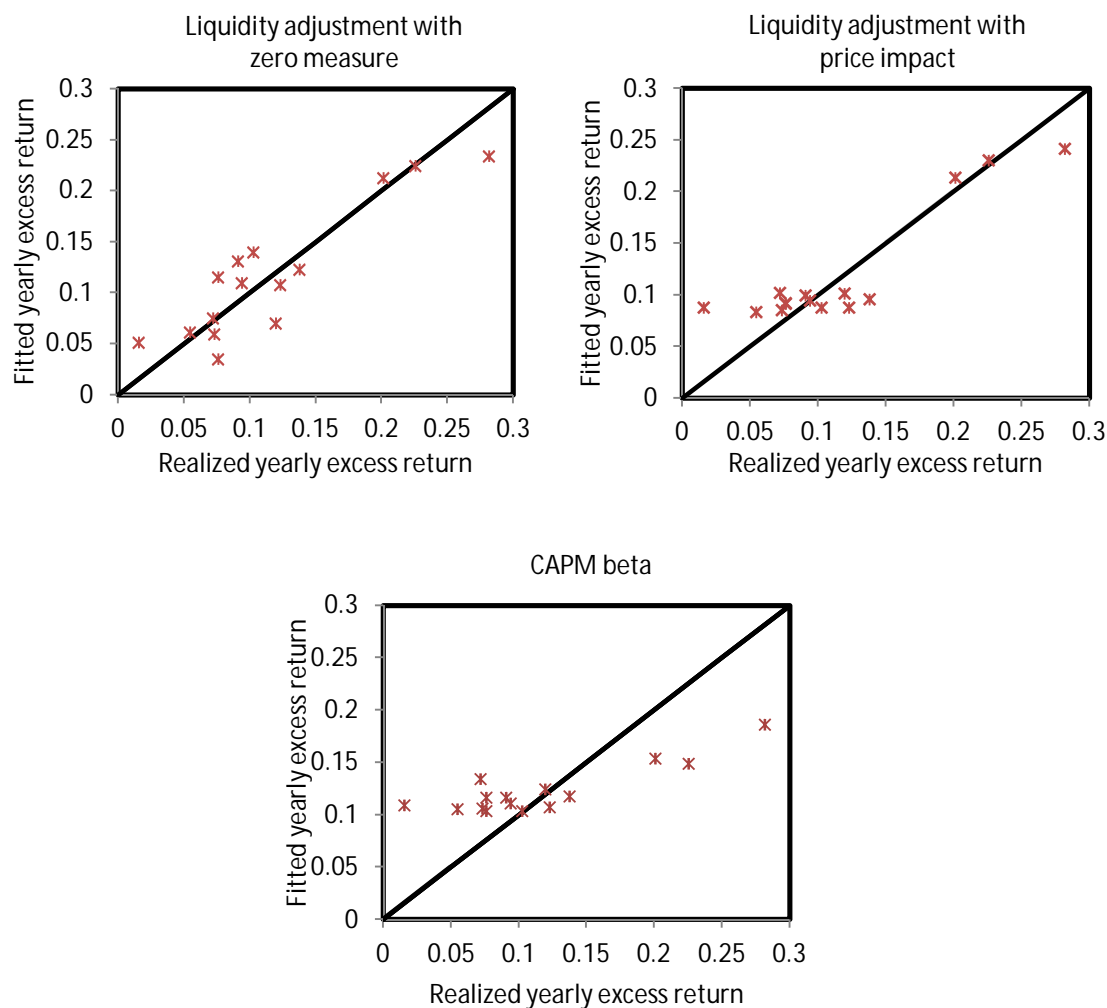 Liquidity adjustment with
zero measure
Fitted yearly excess return
0.3
0.25
0.2
0.15
0.1
0.05
0
0 0.05 0.1 0.15 0.2 0.25 0.3
Realized yearly excess return
Liquidity adjustment with
price impact
Fitted yearly excess return
0.3
0.25
0.2
0.15
0.1
0.05
0
0 0.05 0.1 0.15 0.2 0.25 0.3
Realized yearly excess return
CAPM beta
Fitted yearly excess return
0.3
0.25
0.2
0.15
0.1
0.05
0
0 0.05 0.1 0.15 0.2 0.25 0.3
Realized yearly excess return